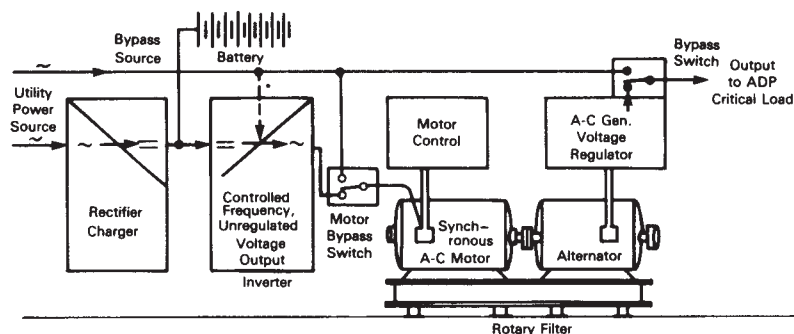 Bypass
Source
Battery
Bypass
Switch
Output
to ADP
Critical Load
Utility
Power
Source
Motor
Control
A-C Gen.
Voltage
Regulator
Rectifier
Charger
Controlled
Frequency,
Unregulated
Voltage
Output
Inverter
Motor
Bypass
Switch
Synch-
ronous
A-C Motor
Alternator
Rotary Filter